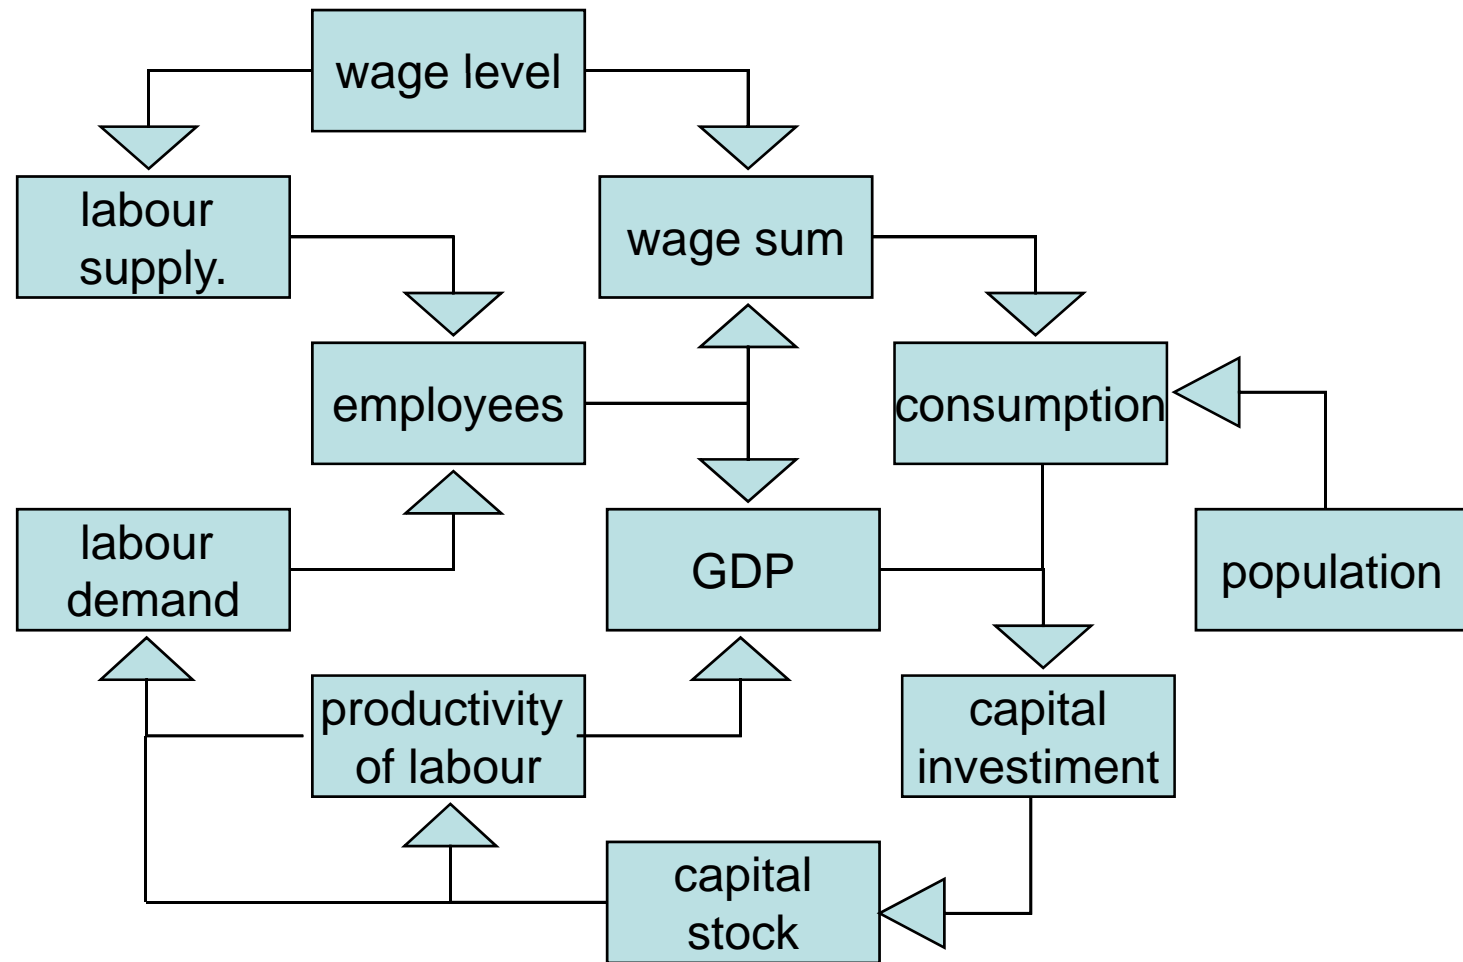 wage level
labour
supply.
wage sum
employees
consumption
labour
demand
GDP
population
productivity
of labour
capital
investiment
capital
stock